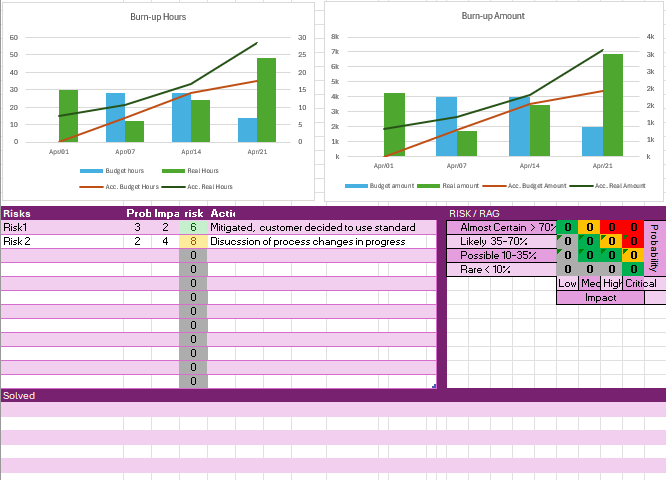 Burn-up Hours
60 50 40 30 20 10 0
30 25 20 15 10 5 0
Apr/01 Apr/07 Apr/14 Apr/21
Budget hours Real Hours
Acc. Budget Hours Acc. Real Hours
Burn-up Amount
8k 7k 6k 5k 4k 3k 2k 1k k
4k 3k 3k 2k 2k 1k 1k k
Apr/01 Apr/07 Apr/14 Apr/21
Budget amount Real amount Acc. Budget Amount Acc. Real Amount
Risks Prob Impa risk Actic
Risk1 3 2 6 Mitigated, customer decided to use standard
Risk 2 2 4 8 Disucssion of process changes in progress
0
0
0
0
0
0
0
0
0
0
RISK / RAG
Almost Certain > 70% 0 0 0 0
Likely 35-70% 0 0 0 0
Possible 10-35% 0 0 0 0
Rare < 10% 0 0 0 0
Probability
Low Med High Critical
Impact
Solved